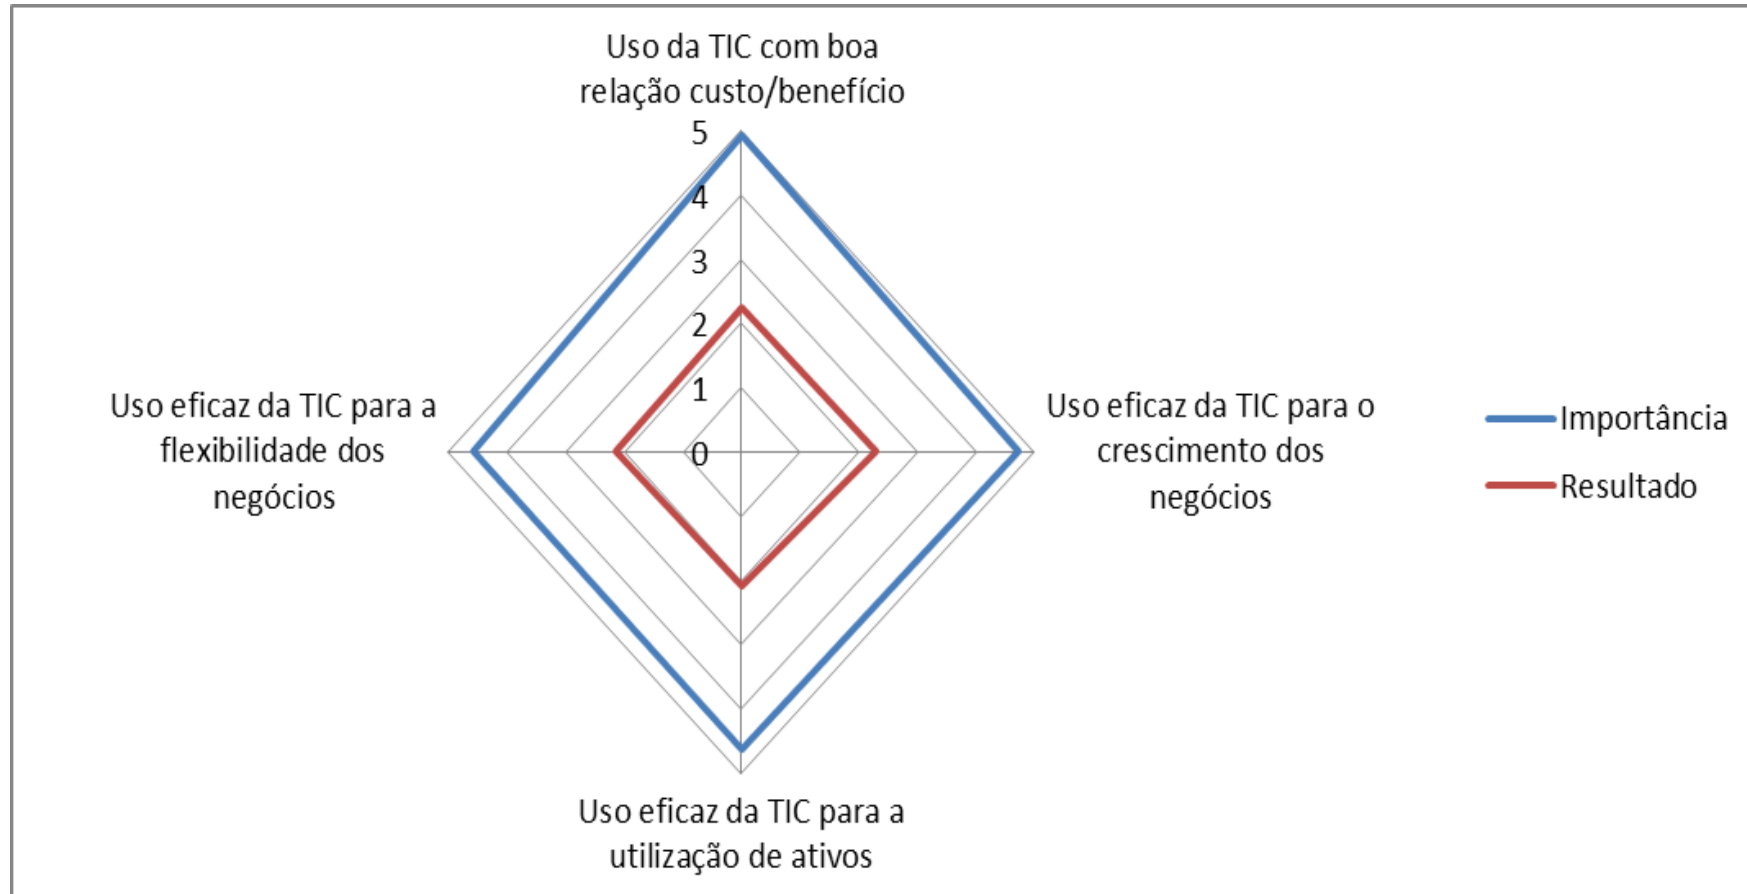 Uso da TIC com boa
relação custo/benefício
5
4
3
2
1
0
Uso eficaz da TIC para a
flexibilidade dos
negócios
Uso eficaz da TIC para o
crescimento dos
negócios
Uso eficaz da TIC para a
utilização de ativos
Importância
Resultado